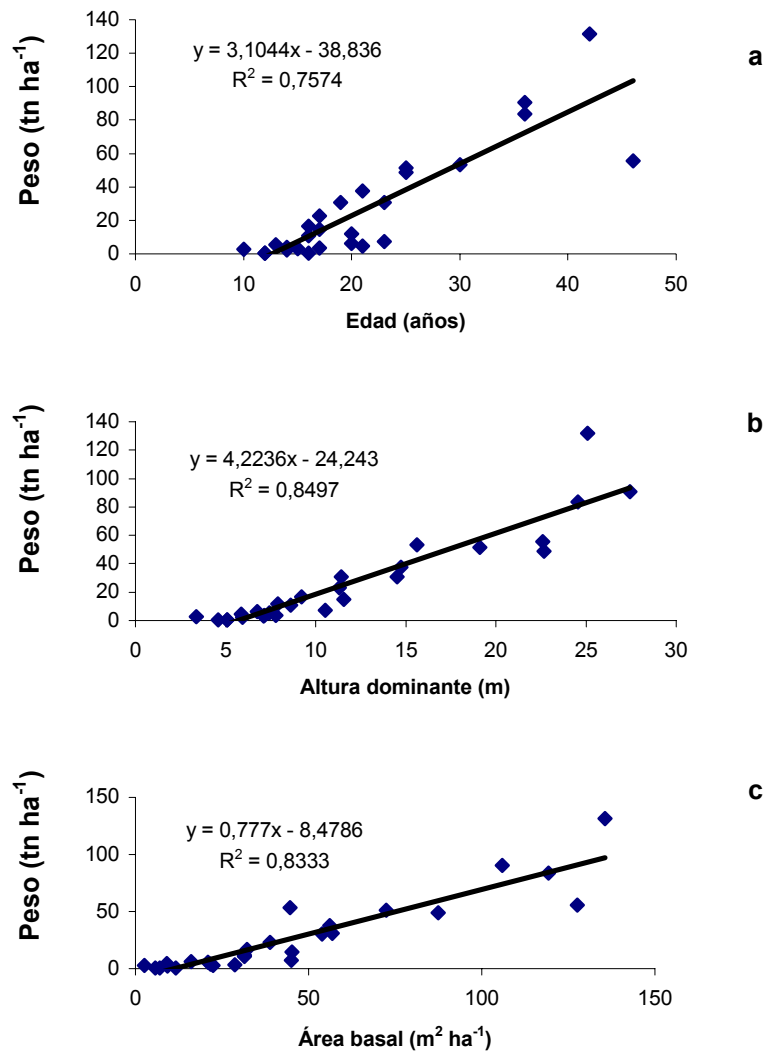 140
120
100
80
60
40
20
0
Peso (tn ha⁻¹)
y = 3,1044x - 38,836
R² = 0,7574
a
0 10 20 30 40 50
Edad (años)
140
120
100
80
60
40
20
0
Peso (tn ha⁻¹)
y = 4,2236x - 24,243
R² = 0,8497
b
0 5 10 15 20 25 30
Altura dominante (m)
150
100
50
0
Peso (tn ha⁻¹)
y = 0,777x - 8,4786
R² = 0,8333
c
0 50 100 150
Área basal (m² ha⁻¹)